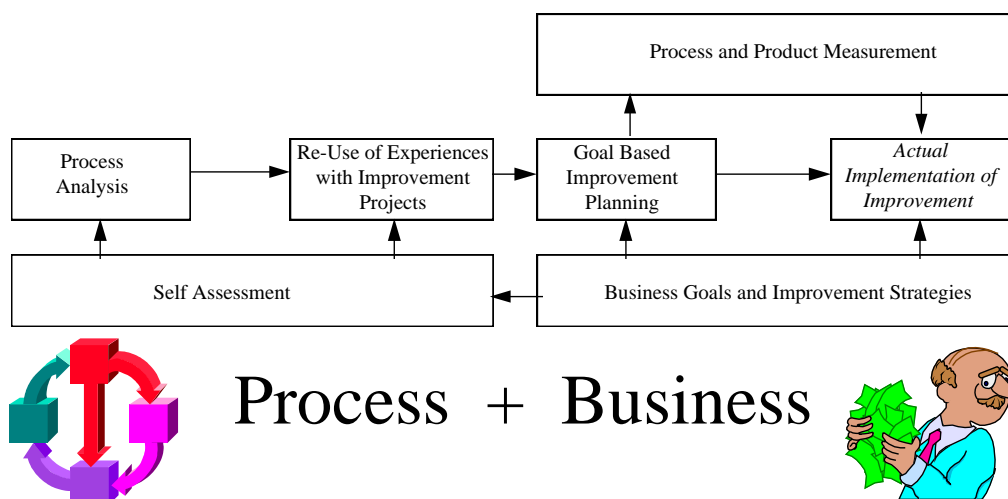 Process and Product Measurement
Process
Analysis
Re-Use of Experiences
with Improvement
Projects
Goal Based
Improvement
Planning
Actual
Implementation of
Improvement
Self Assessment
Business Goals and Improvement Strategies
Process + Business